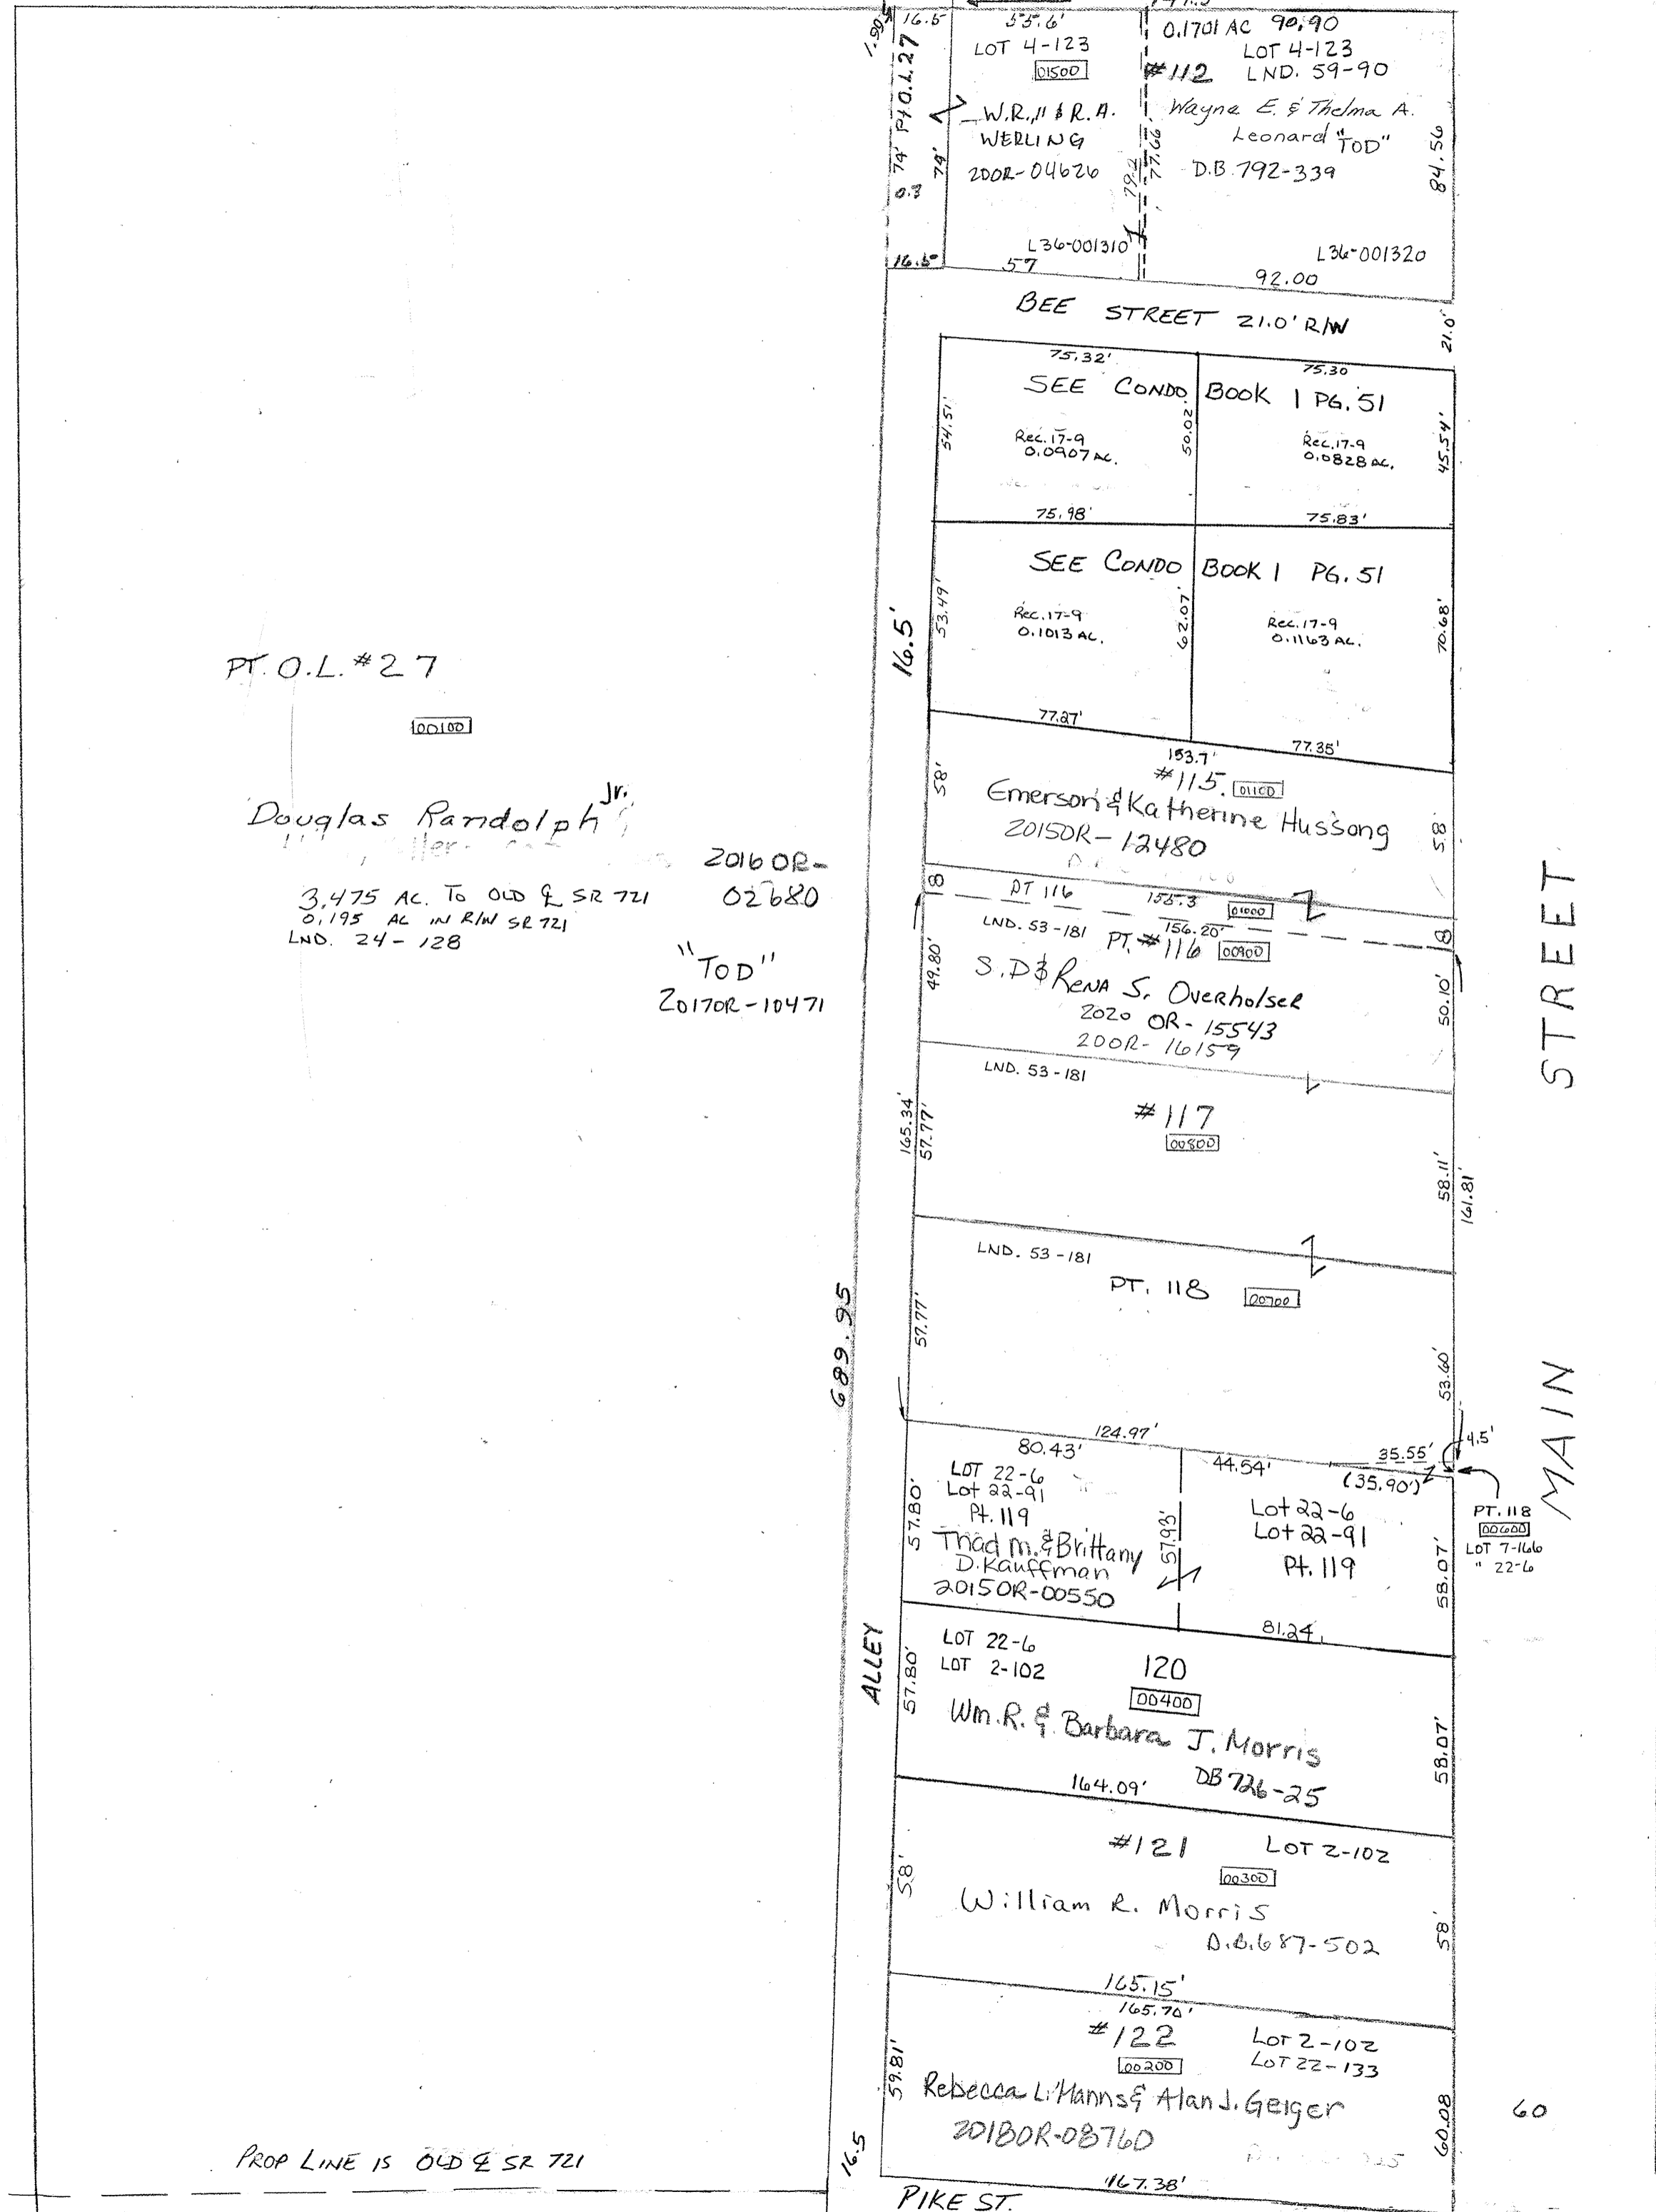 16.5
55.6'
LOT 4-123
01500
W.R., II & R.A.
WERLING
200R-04626
L36-001310
57
74' Pt O.L. 27
74'
0.3
16.5
79.2
77.66
0.1701 AC 90.90
LOT 4-123
#112 LND. 59-90
Wayne E. & Thelma A.
Leonard "TOD"
D.B. 792-339
84.56
L36-001320
92.00
BEE STREET 21.0' R/W
21.0'
75.32'
75.30
SEE CONDO BOOK 1 PG. 51
54.51'
Rec. 17-9
0.0907 AC.
50.02'
Rec. 17-9
0.0828 AC.
45.54'
75.98'
75.83'
SEE CONDO BOOK 1 PG. 51
53.49'
Rec. 17-9
0.1013 AC.
62.07'
Rec. 17-9
0.1163 AC.
70.68'
16.5'
77.27'
77.35'
PT. O.L. #27
00100
Douglas Randolph Jr.
2016 OR-
02680
3.475 AC. TO OLD ℄ SR 721
0.195 AC IN R/W SR 721
LND. 24-128
"TOD"
2017OR-10471
153.7'
#115.
01100
58'
Emerson & Katherine Hussong
2015OR-12480
58'
18
PT 116
155.3
01000
18
LND. 53-181
156.20'
PT. #116
00900
49.80'
S.D & RENA S. Overholser
2020 OR-15543
200R-16159
50.10'
LND. 53-181
#117
00800
165.34'
57.77'
58.11'
161.81'
LND. 53-181
PT. 118
00700
57.77'
53.60'
689.95
STREET
MAIN
124.97'
80.43'
44.54'
35.55'
(35.90')
4.5'
LOT 22-6
Lot 22-91
Pt. 119
Thad M. & Brittany
D. Kauffman
2015OR-00550
57.80'
57.93'
Lot 22-6
Lot 22-91
Pt. 119
58.07'
PT. 118
00600
LOT 7-166
" 22-6
81.24
ALLEY
LOT 22-6
LOT 2-102
120
00400
57.80'
Wm. R. & Barbara J. Morris
DB 726-25
58.07'
164.09'
#121
LOT 2-102
00300
58'
William R. Morris
D.B. 687-502
58'
165.15'
165.70'
#122
Lot 2-102
LOT 22-133
00200
59.81'
Rebecca L. Manns & Alan J. Geiger
2018OR-08760
60.08
60
PROP LINE IS OLD ℄ SR 721
16.5
167.38'
PIKE ST.